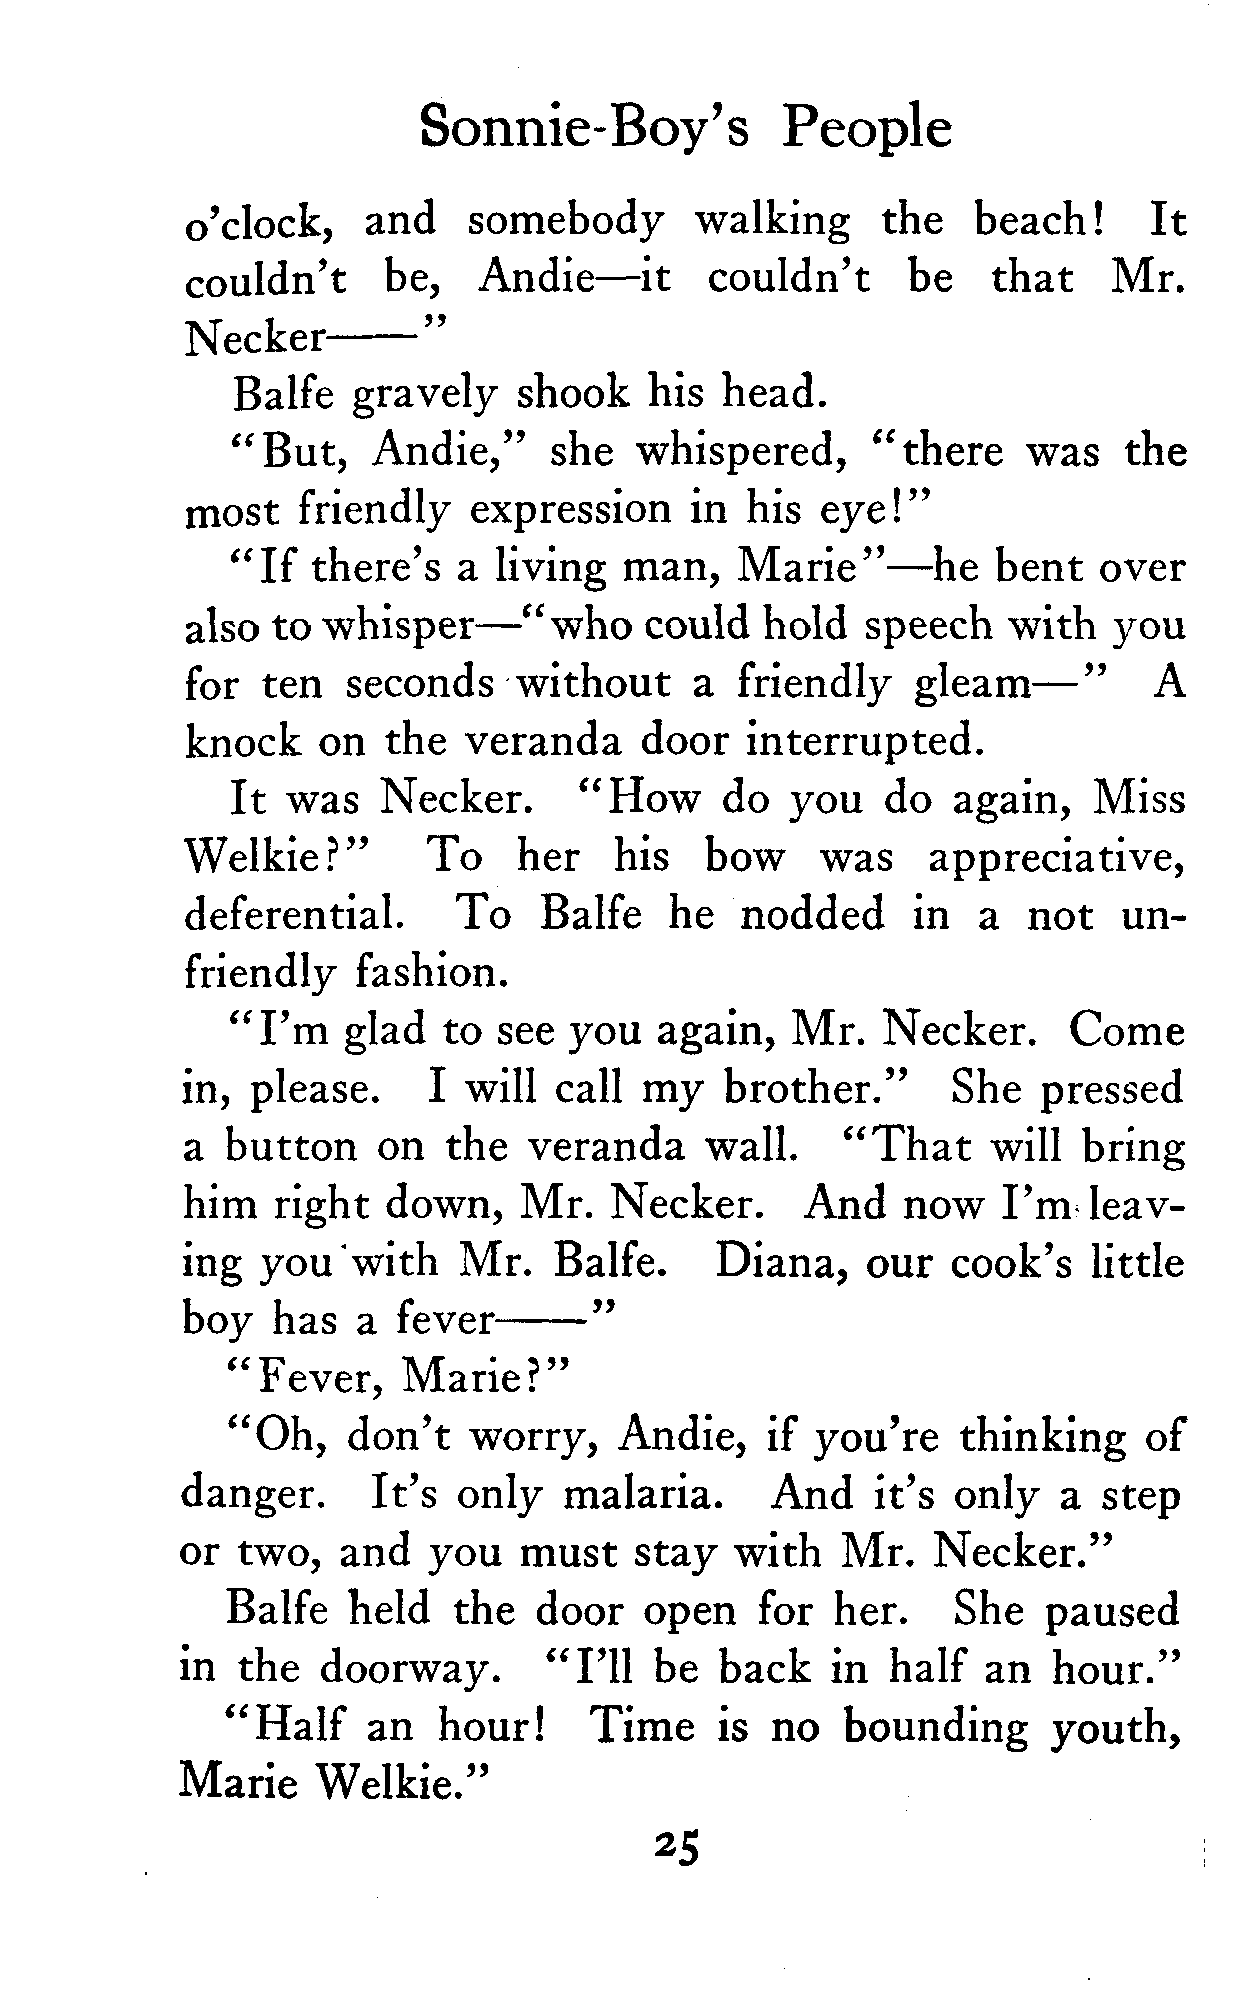 Sonnie-Boy's People
o'clock, and somebody walking the beach! It
couldn't be, Andie—it couldn't be that Mr.
Necker——"
Balfe gravely shook his head.
"But, Andie," she whispered, "there was the
most friendly expression in his eye!"
"If there's a living man, Marie"—he bent over
also to whisper—"who could hold speech with you
for ten seconds without a friendly gleam—" A
knock on the veranda door interrupted.
It was Necker. "How do you do again, Miss
Welkie?" To her his bow was appreciative,
deferential. To Balfe he nodded in a not un-
friendly fashion.
"I'm glad to see you again, Mr. Necker. Come
in, please. I will call my brother." She pressed
a button on the veranda wall. "That will bring
him right down, Mr. Necker. And now I'm leav-
ing you with Mr. Balfe. Diana, our cook's little
boy has a fever——"
"Fever, Marie?"
"Oh, don't worry, Andie, if you're thinking of
danger. It's only malaria. And it's only a step
or two, and you must stay with Mr. Necker."
Balfe held the door open for her. She paused
in the doorway. "I'll be back in half an hour."
"Half an hour! Time is no bounding youth,
Marie Welkie."
25